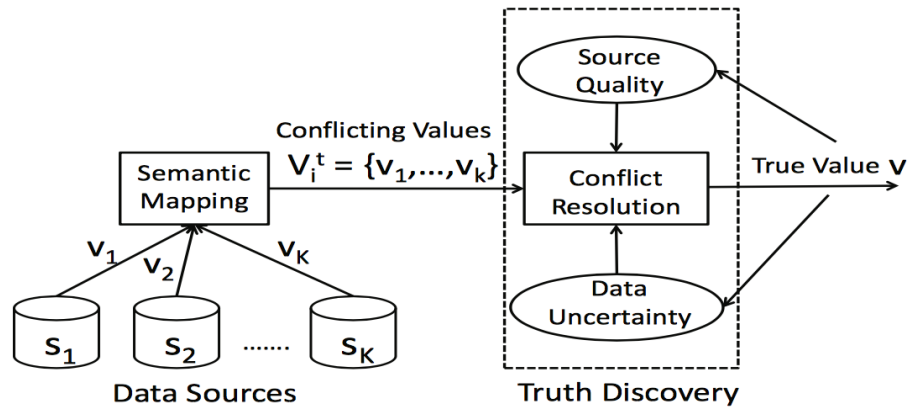 Source
Quality
Conflicting Values
V_i^t = {v_1,...,v_k}
Semantic
Mapping
Conflict
Resolution
True Value v
v_1
v_2
v_K
Data
Uncertainty
S_1
S_2
.......
S_K
Data Sources
Truth Discovery